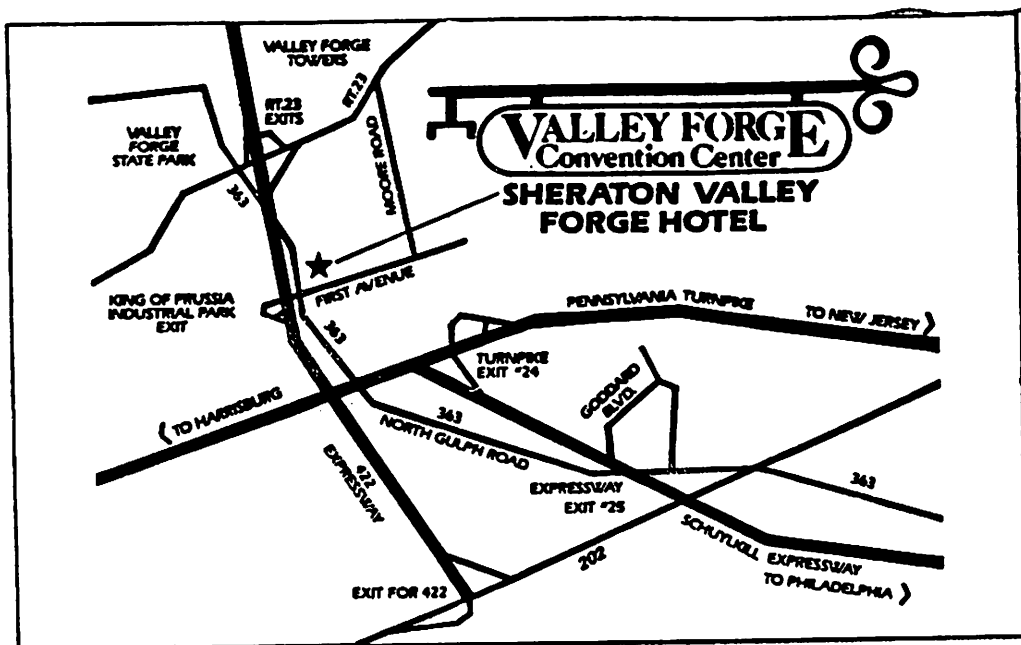 VALLEY FORGE
TOWERS
RT.23
EXITS
RT.23
MOORE ROAD
VALLEY
FORGE
STATE PARK
363
VALLEY FORGE
Convention Center
SHERATON VALLEY
FORGE HOTEL
KING OF PRUSSIA
INDUSTRIAL PARK
EXIT
FIRST AVENUE
363
PENNSYLVANIA TURNPIKE
TO NEW JERSEY
TURNPIKE
EXIT #24
GODDARD
BLVD.
TO HARRISBURG
363
NORTH GULPH ROAD
422
EXPRESSWAY
EXPRESSWAY
EXIT #25
363
SCHUYLKILL EXPRESSWAY
TO PHILADELPHIA
202
EXIT FOR 422